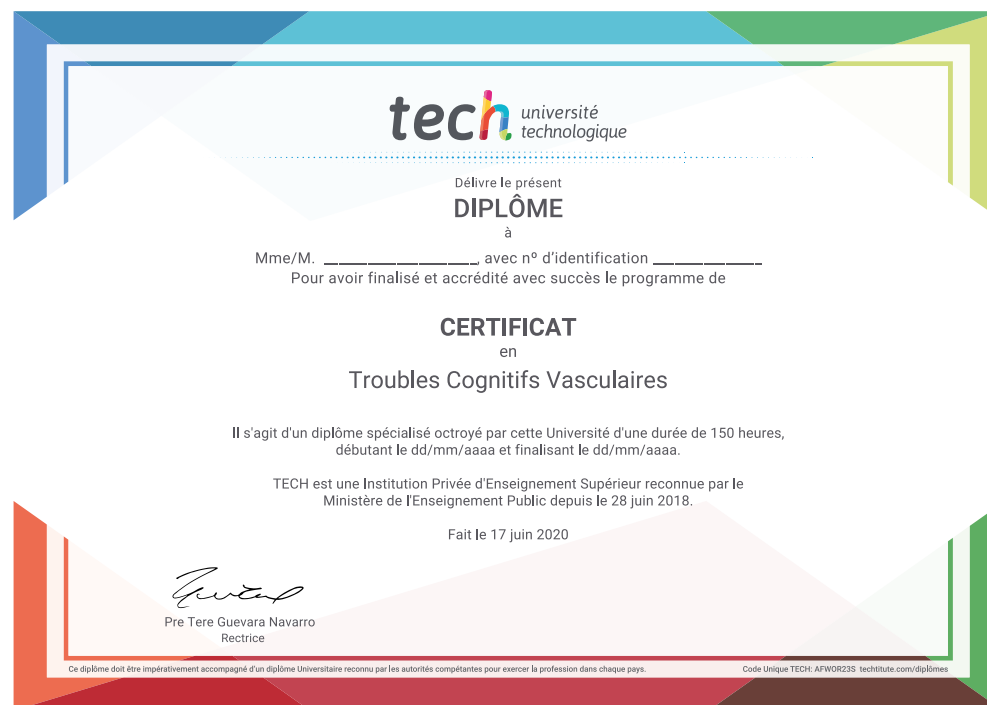 tech université
technologique
Délivre le présent
DIPLÔME
à
Mme/M. _______________, avec nº d'identification __________
Pour avoir finalisé et accrédité avec succès le programme de
CERTIFICAT
en
Troubles Cognitifs Vasculaires
Il s'agit d'un diplôme spécialisé octroyé par cette Université d'une durée de 150 heures,
débutant le dd/mm/aaaa et finalisant le dd/mm/aaaa.
TECH est une Institution Privée d'Enseignement Supérieur reconnue par le
Ministère de l'Enseignement Public depuis le 28 juin 2018.
Fait le 17 juin 2020
Pre Tere Guevara Navarro
Rectrice
Ce diplôme doit être impérativement accompagné d'un diplôme Universitaire reconnu par les autorités compétantes pour exercer la profession dans chaque pays.
Code Unique TECH: AFWOR23S techtitute.com/diplômes